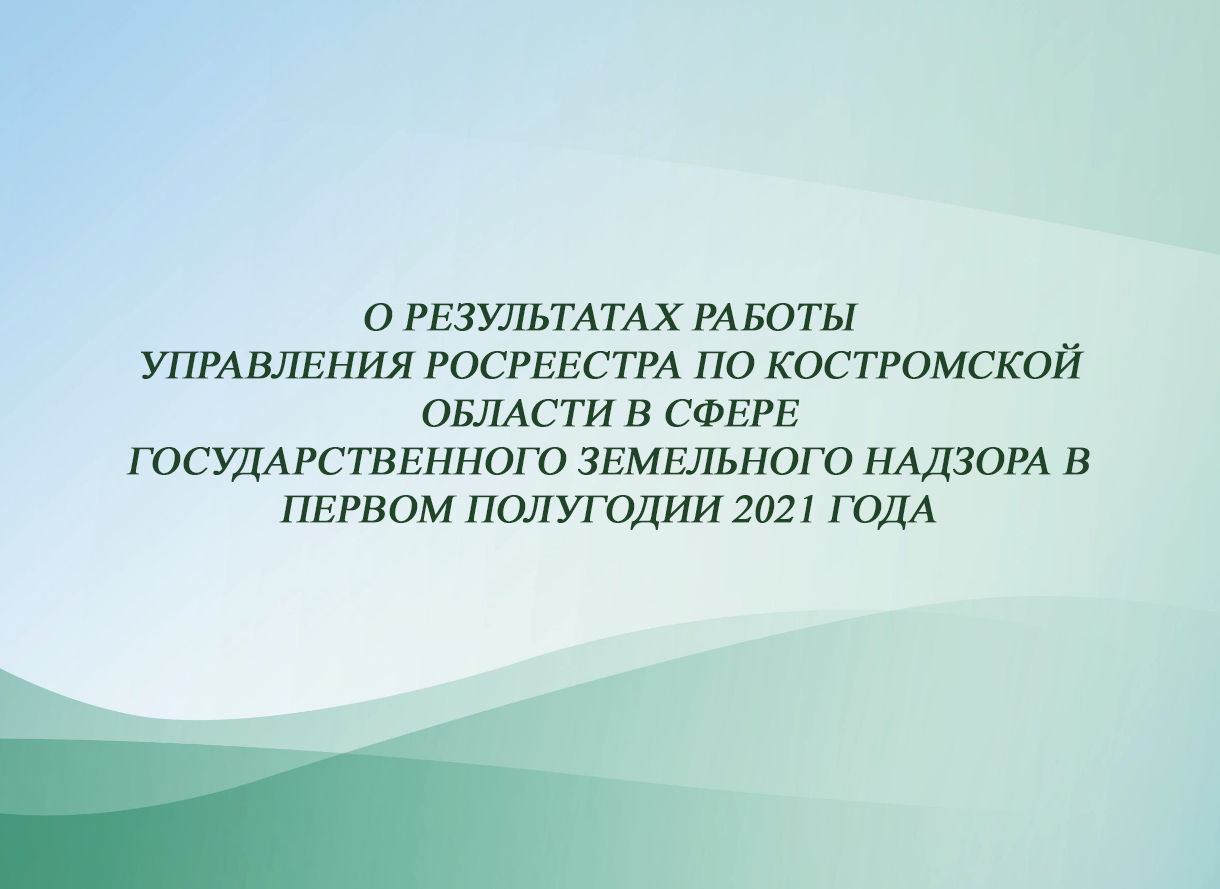 О РЕЗУЛЬТАТАХ РАБОТЫ
УПРАВЛЕНИЯ РОСРЕЕСТРА ПО КОСТРОМСКОЙ
ОБЛАСТИ В СФЕРЕ
ГОСУДАРСТВЕННОГО ЗЕМЕЛЬНОГО НАДЗОРА В
ПЕРВОМ ПОЛУГОДИИ 2021 ГОДА